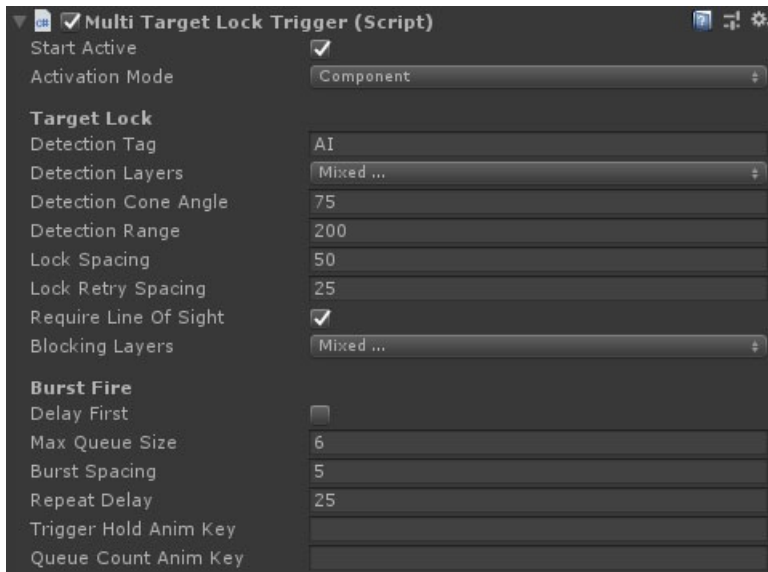 Multi Target Lock Trigger (Script)
Start Active
Activation Mode Component
Target Lock
Detection Tag AI
Detection Layers Mixed ...
Detection Cone Angle 75
Detection Range 200
Lock Spacing 50
Lock Retry Spacing 25
Require Line Of Sight
Blocking Layers Mixed ...
Burst Fire
Delay First
Max Queue Size 6
Burst Spacing 5
Repeat Delay 25
Trigger Hold Anim Key
Queue Count Anim Key